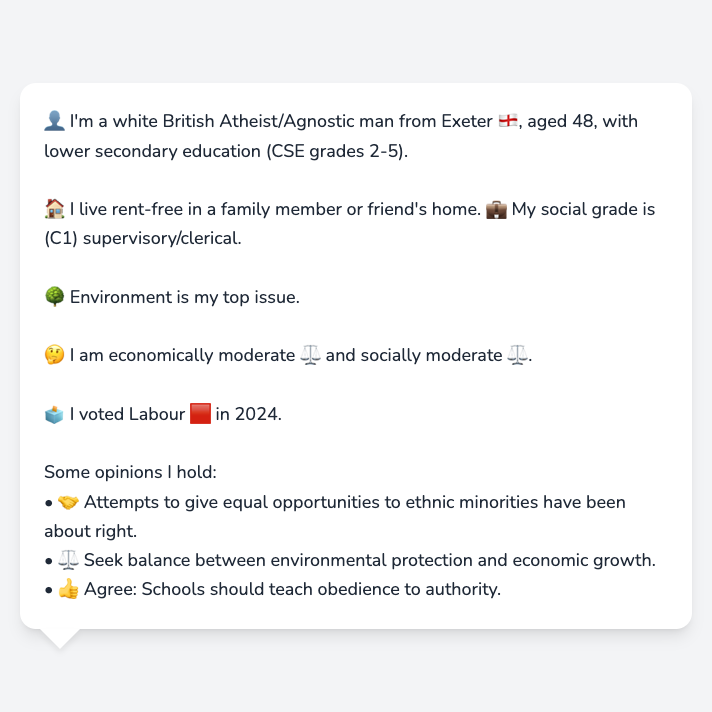 👤 I'm a white British Atheist/Agnostic man from Exeter 🏴󠁧󠁢󠁥󠁮󠁧󠁿, aged 48, with
lower secondary education (CSE grades 2-5).
🏠 I live rent-free in a family member or friend's home. 💼 My social grade is
(C1) supervisory/clerical.
🌳 Environment is my top issue.
🤔 I am economically moderate ⚖️ and socially moderate ⚖️.
🗳️ I voted Labour 🟥 in 2024.
Some opinions I hold:
• 🤝 Attempts to give equal opportunities to ethnic minorities have been
about right.
• ⚖️ Seek balance between environmental protection and economic growth.
• 👍 Agree: Schools should teach obedience to authority.